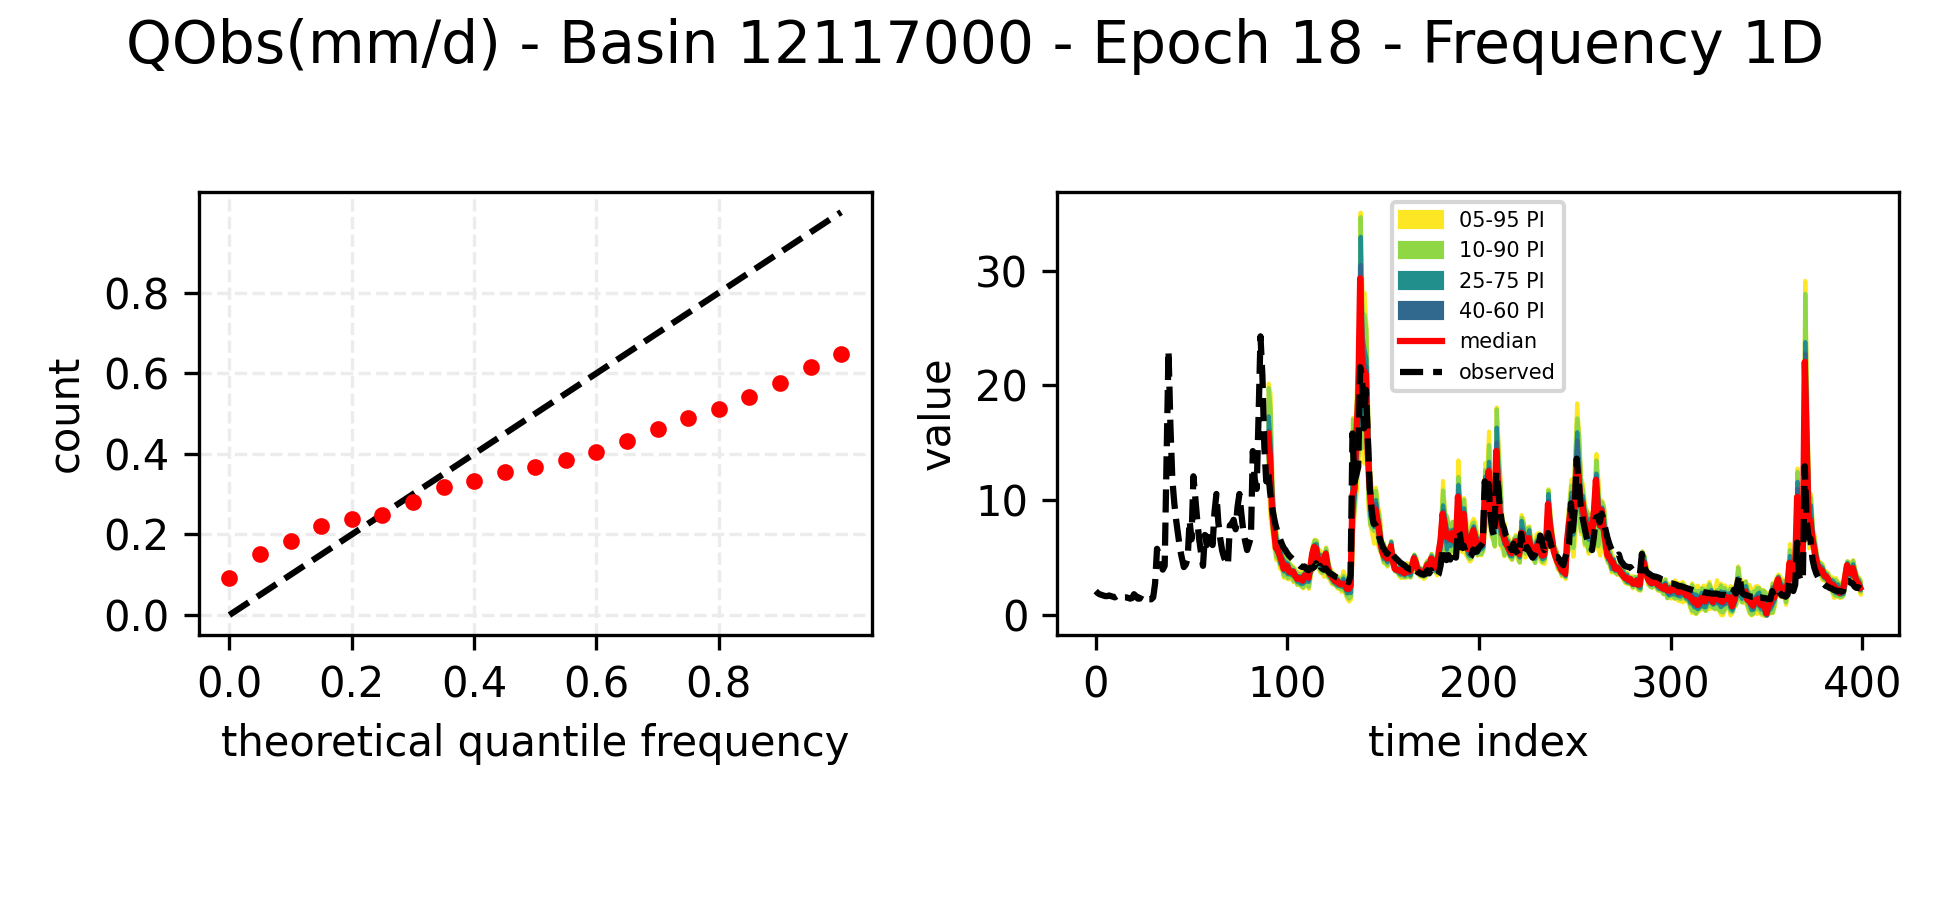 QObs(mm/d) - Basin 12117000 - Epoch 18 - Frequency 1D
count
0.8
0.6
0.4
0.2
0.0
0.0 0.2 0.4 0.6 0.8
theoretical quantile frequency
value
30
20
10
0
0 100 200 300 400
time index
05-95 PI
10-90 PI
25-75 PI
40-60 PI
median
observed